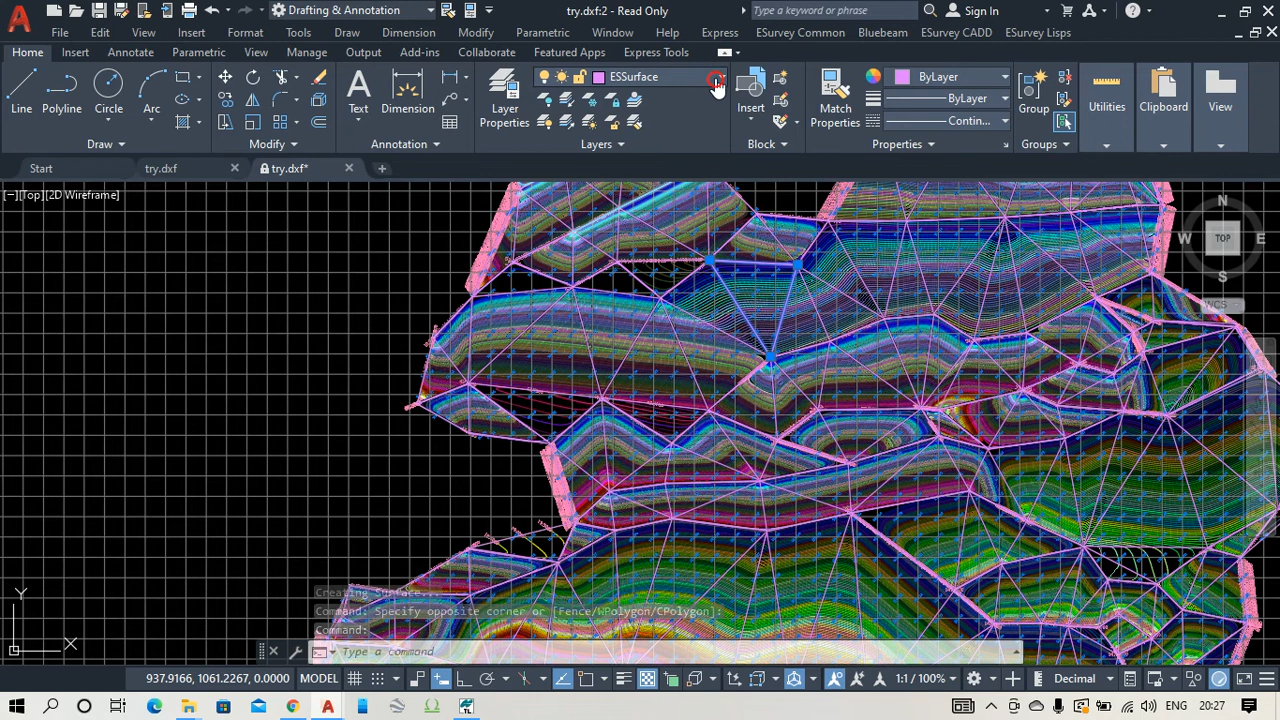 Drafting & Annotation
try.dxf:2 - Read Only
Type a keyword or phrase
Sign In
File Edit View Insert Format Tools Draw Dimension Modify Parametric Window Help Express ESurvey Common Bluebeam ESurvey CADD
Home Insert Annotate Parametric View Manage Output Add-ins Collaborate Featured Apps Express Tools
Line Polyline Circle Arc
Text Dimension
Layer Properties
ESSurface
Insert
Match Properties
ByLayer
ByLayer
Contin...
Group
Utilities Clipboard View
Draw Modify Annotation Layers Block Properties Groups
Start try.dxf try.dxf*
[−][Top][2D Wireframe]
N
W TOP E
S
WCS
Creating Surface...
Command: Specify opposite corner or [Fence/WPolygon/CPolygon]:
Command:
Type a command
Y
X
937.9166, 1061.2267, 0.0000 MODEL 1:1 / 100% Decimal
ENG 20:27